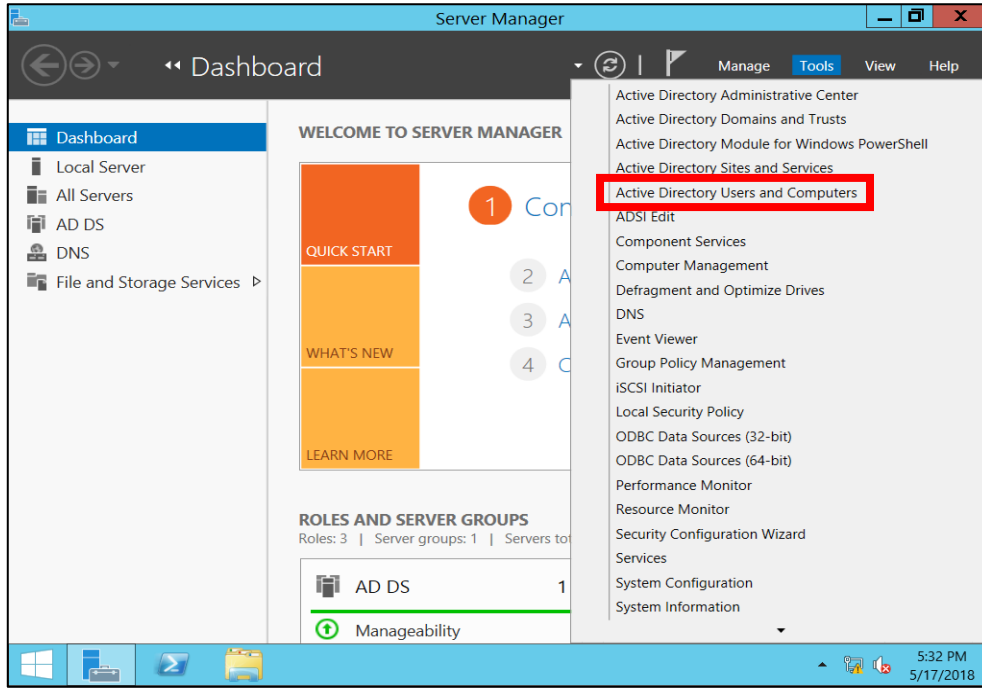 Server Manager
Dashboard
Manage Tools View Help
Dashboard
Local Server
All Servers
AD DS
DNS
File and Storage Services
WELCOME TO SERVER MANAGER
QUICK START
WHAT'S NEW
LEARN MORE
1 Con
2 A
3 A
4 C
ROLES AND SERVER GROUPS
Roles: 3 | Server groups: 1 | Servers tot
AD DS 1
Manageability
Active Directory Administrative Center
Active Directory Domains and Trusts
Active Directory Module for Windows PowerShell
Active Directory Sites and Services
Active Directory Users and Computers
ADSI Edit
Component Services
Computer Management
Defragment and Optimize Drives
DNS
Event Viewer
Group Policy Management
iSCSI Initiator
Local Security Policy
ODBC Data Sources (32-bit)
ODBC Data Sources (64-bit)
Performance Monitor
Resource Monitor
Security Configuration Wizard
Services
System Configuration
System Information
5:32 PM
5/17/2018